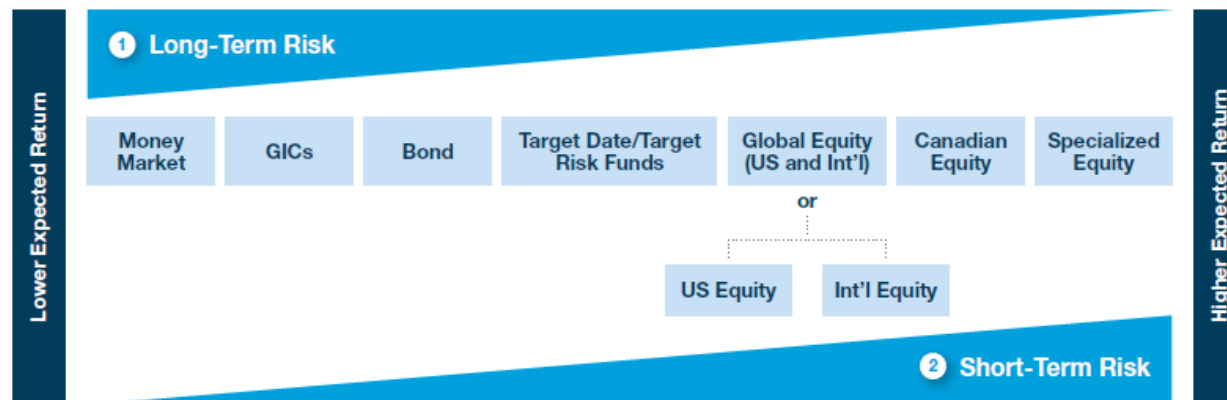 Lower Expected Return
1 Long-Term Risk
Money
Market
GICs
Bond
Target Date/Target
Risk Funds
Global Equity
(US and Int'l)
Canadian
Equity
Specialized
Equity
or
US Equity
Int'l Equity
2 Short-Term Risk
Higher Expected Return